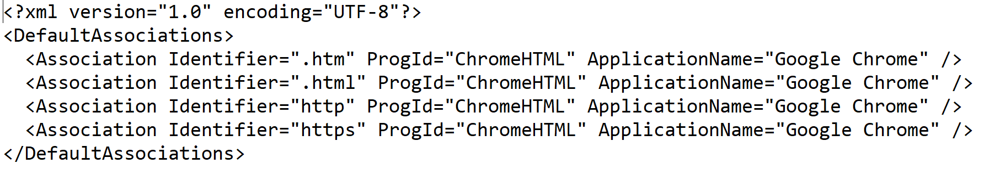 <?xml version="1.0" encoding="UTF-8"?>
<DefaultAssociations>
  <Association Identifier=".htm" ProgId="ChromeHTML" ApplicationName="Google Chrome" />
  <Association Identifier=".html" ProgId="ChromeHTML" ApplicationName="Google Chrome" />
  <Association Identifier="http" ProgId="ChromeHTML" ApplicationName="Google Chrome" />
  <Association Identifier="https" ProgId="ChromeHTML" ApplicationName="Google Chrome" />
</DefaultAssociations>